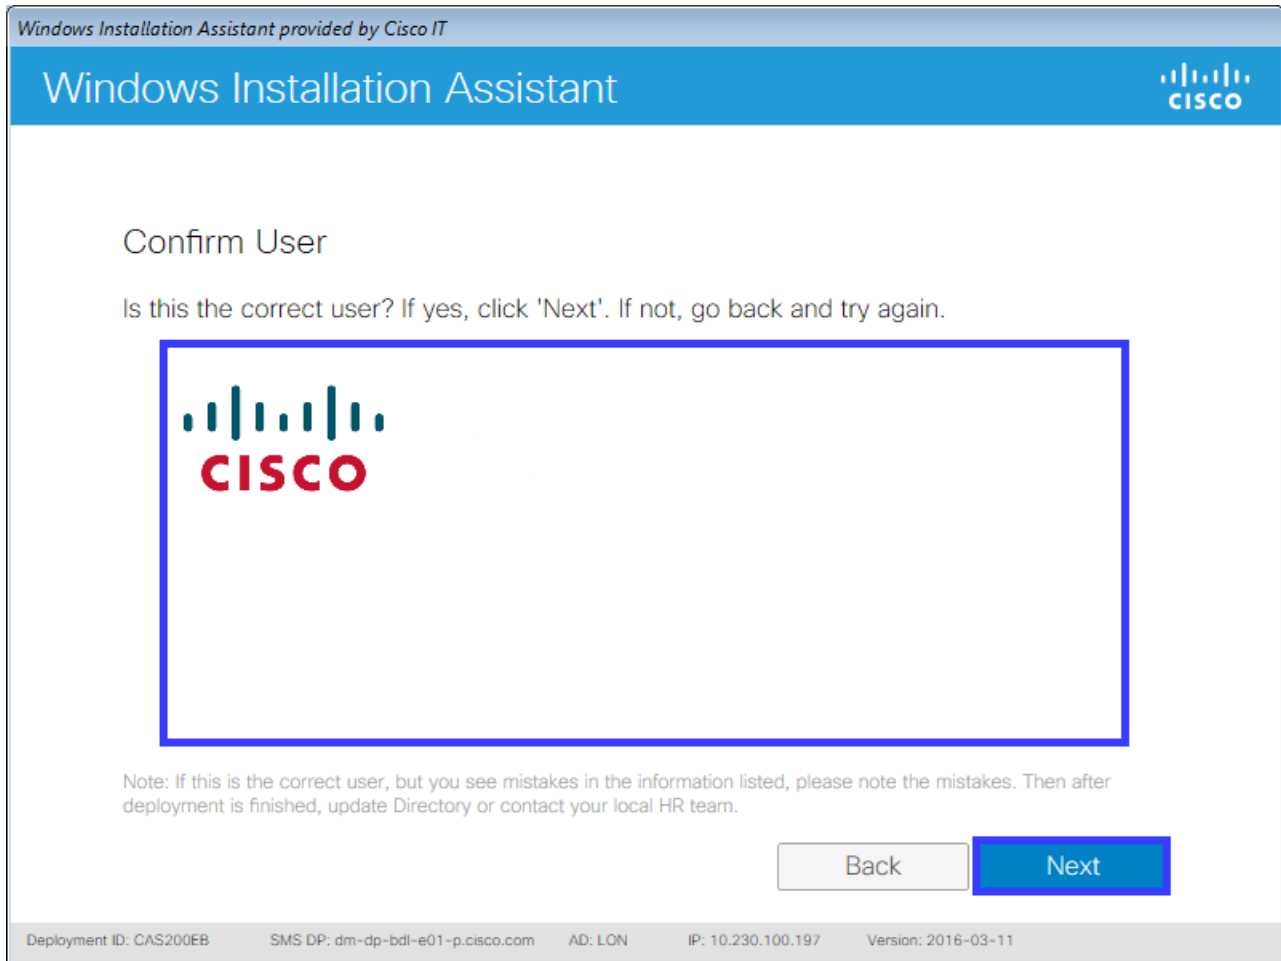 Windows Installation Assistant provided by Cisco IT
Windows Installation Assistant
CISCO
Confirm User
Is this the correct user? If yes, click 'Next'. If not, go back and try again.
CISCO
Note: If this is the correct user, but you see mistakes in the information listed, please note the mistakes. Then after
deployment is finished, update Directory or contact your local HR team.
Back Next
Deployment ID: CAS200EB SMS DP: dm-dp-bdl-e01-p.cisco.com AD: LON IP: 10.230.100.197 Version: 2016-03-11